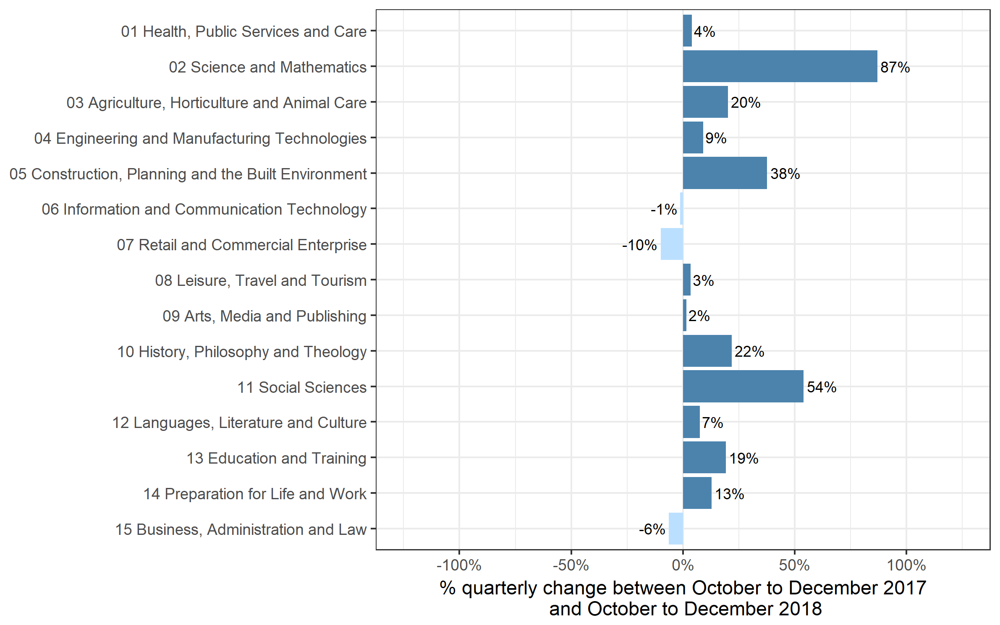 01 Health, Public Services and Care 4%
02 Science and Mathematics 87%
03 Agriculture, Horticulture and Animal Care 20%
04 Engineering and Manufacturing Technologies 9%
05 Construction, Planning and the Built Environment 38%
06 Information and Communication Technology -1%
07 Retail and Commercial Enterprise -10%
08 Leisure, Travel and Tourism 3%
09 Arts, Media and Publishing 2%
10 History, Philosophy and Theology 22%
11 Social Sciences 54%
12 Languages, Literature and Culture 7%
13 Education and Training 19%
14 Preparation for Life and Work 13%
15 Business, Administration and Law -6%
-100% -50% 0% 50% 100%
% quarterly change between October to December 2017
and October to December 2018